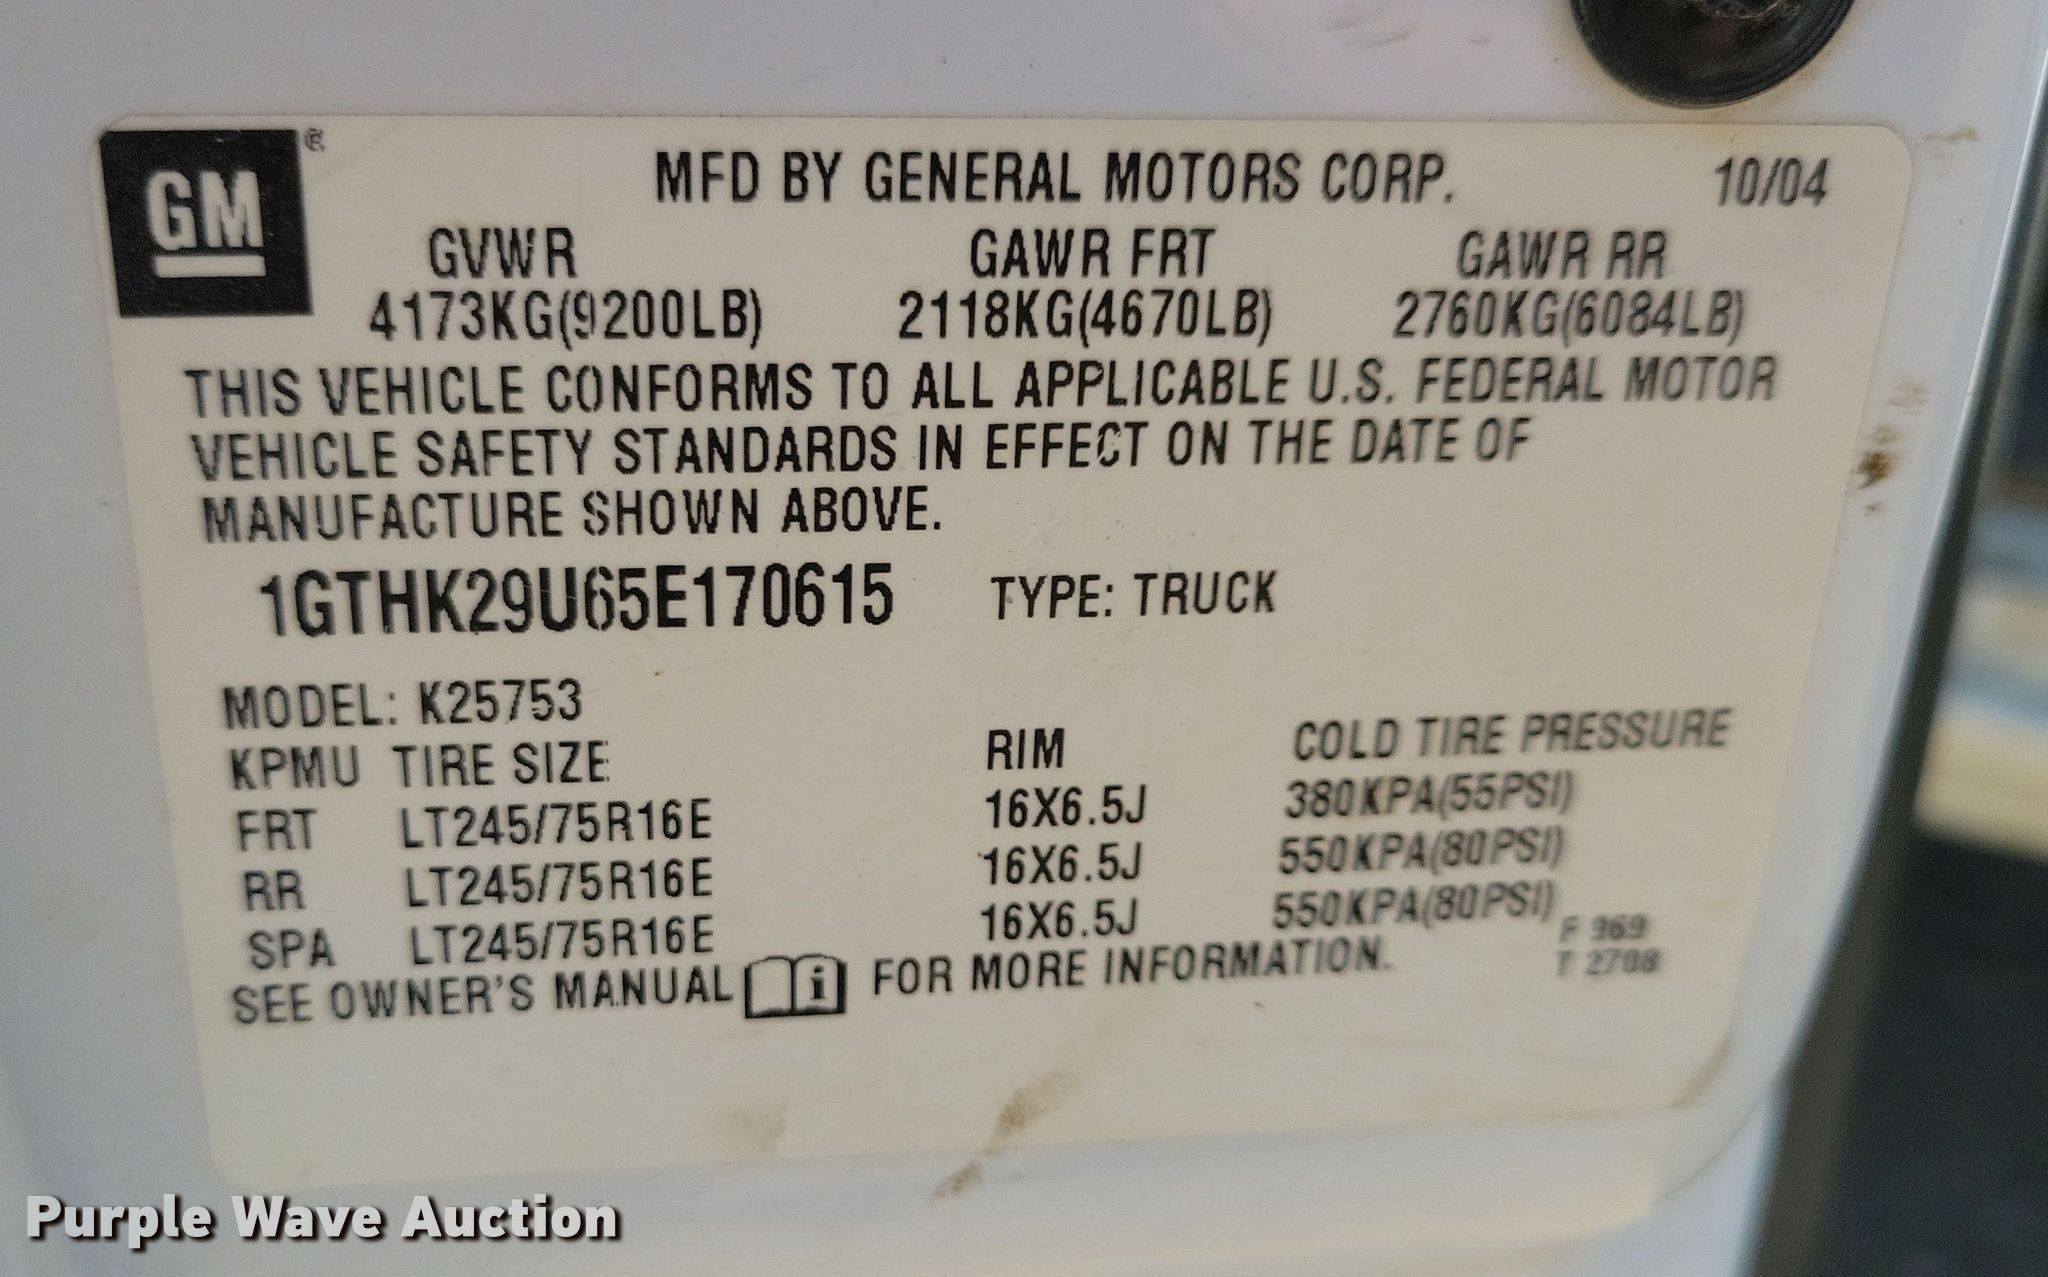 GM ®
MFD BY GENERAL MOTORS CORP. 10/04
GVWR GAWR FRT GAWR RR
4173KG(9200LB) 2118KG(4670LB) 2760KG(6084LB)
THIS VEHICLE CONFORMS TO ALL APPLICABLE U.S. FEDERAL MOTOR
VEHICLE SAFETY STANDARDS IN EFFECT ON THE DATE OF
MANUFACTURE SHOWN ABOVE.
1GTHK29U65E170615 TYPE: TRUCK
MODEL: K25753
KPMU TIRE SIZE RIM COLD TIRE PRESSURE
FRT LT245/75R16E 16X6.5J 380KPA(55PSI)
RR LT245/75R16E 16X6.5J 550KPA(80PSI)
SPA LT245/75R16E 16X6.5J 550KPA(80PSI)
F 969
SEE OWNER'S MANUAL i FOR MORE INFORMATION. T 2708
Purple Wave Auction